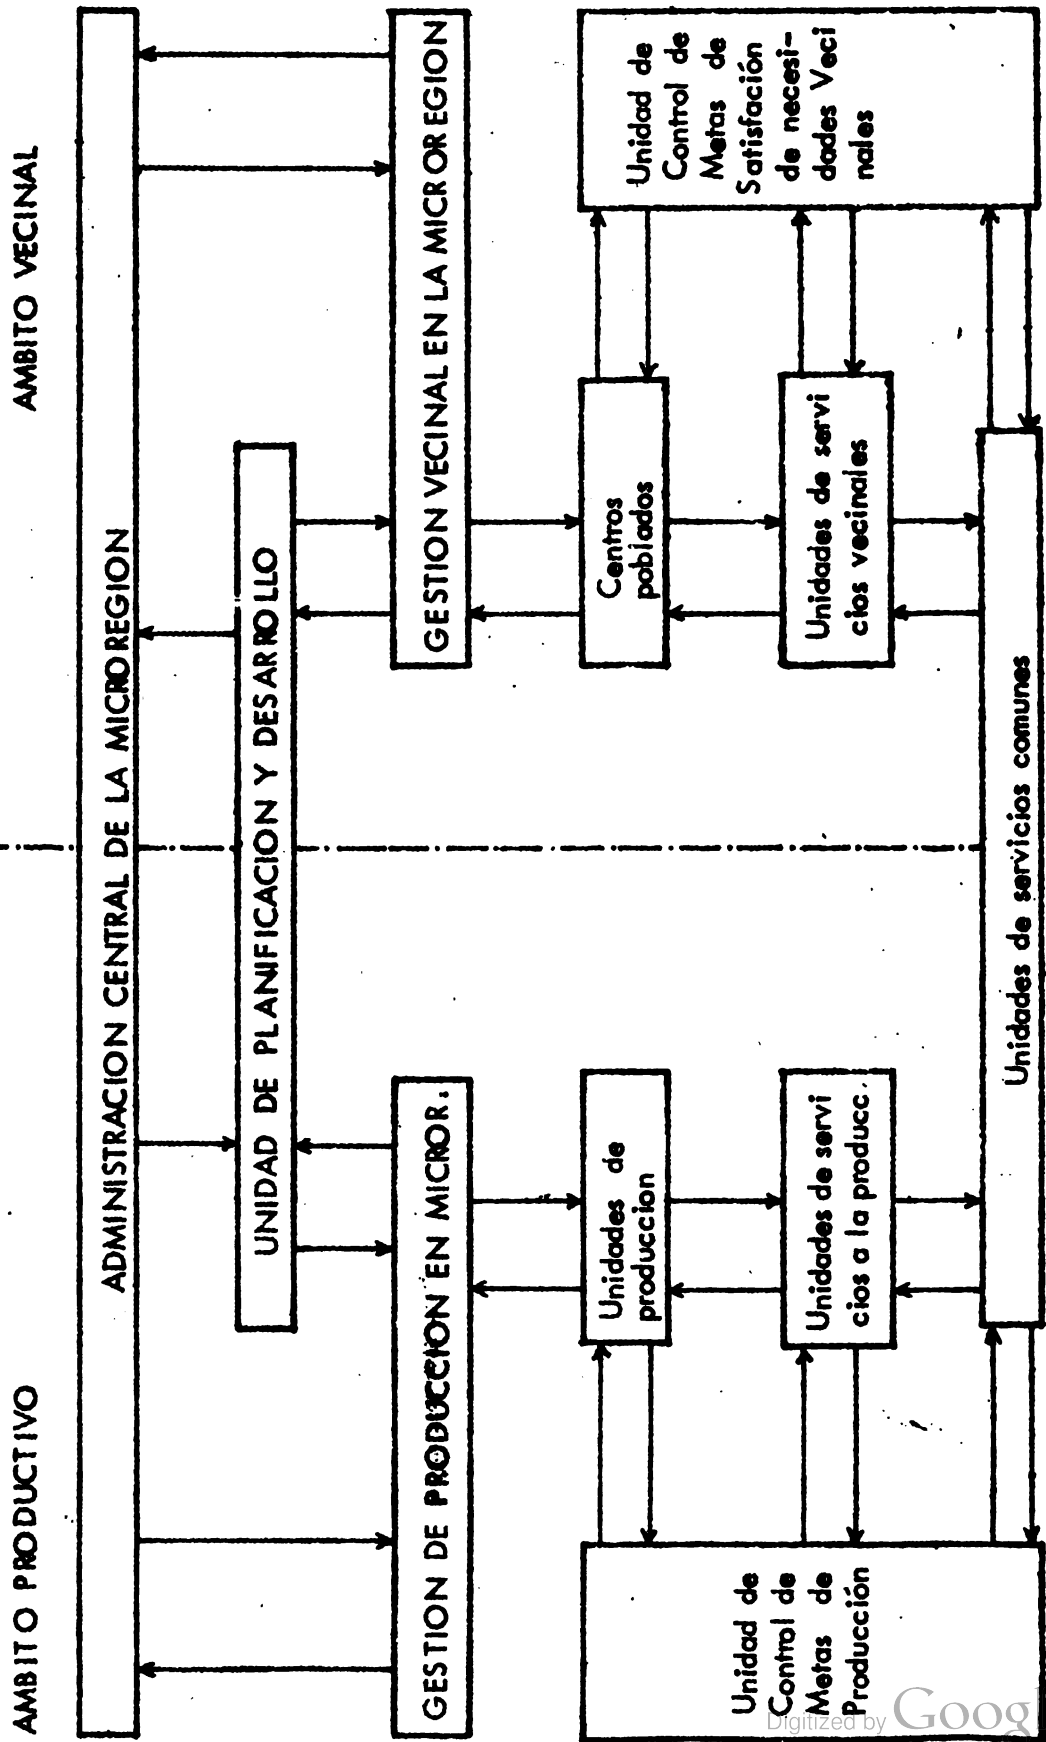 AMBITO PRODUCTIVO
AMBITO VECINAL
ADMINISTRACION CENTRAL DE LA MICROREGION
UNIDAD DE PLANIFICACION Y DESARROLLO
GESTION DE PRODUCCION EN MICROR.
GESTION VECINAL EN LA MICROREGION
Unidad de
Control de
Metas de
Producción
Unidades de
produccion
Unidades de servi
cios a la producc.
Centros
poblados
Unidades de servi
cios vecinales
Unidad de
Control de
Metas de
Satisfación
de necesi-
dades Veci
nales
Unidades de servicios comunes
Digitized by